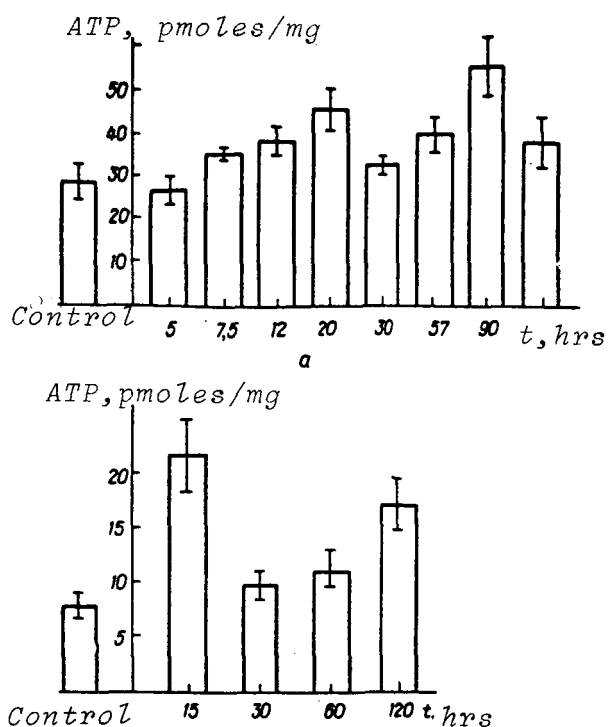 ATP, pmoles/mg
50
40
30
20
10
Control 5 7,5 12 20 30 57 90 t, hrs
a
ATP, pmoles/mg
20
15
10
5
Control 15 30 60 120 t. hrs